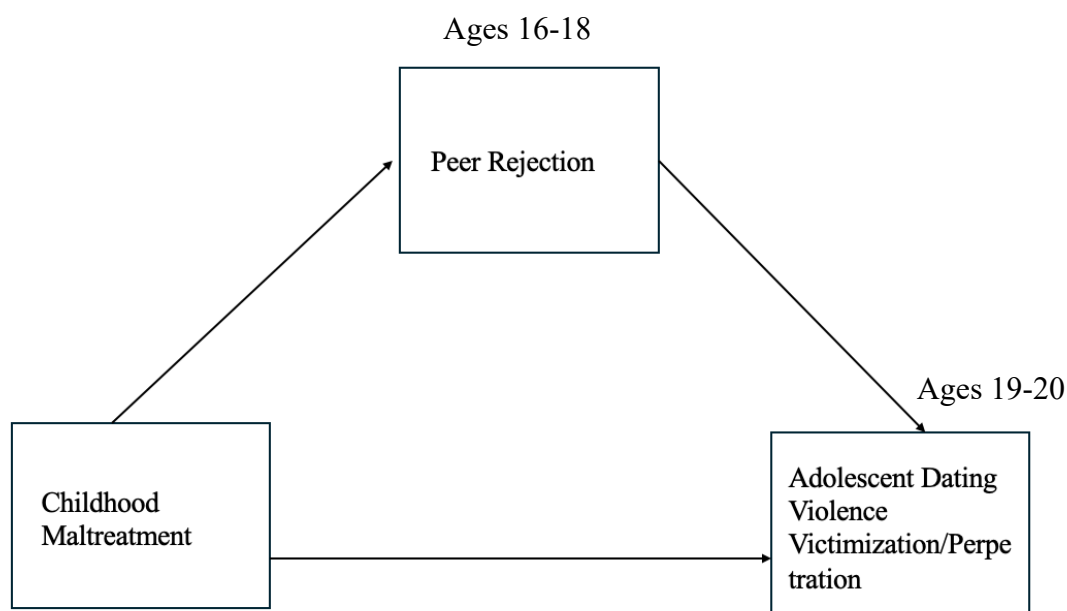 Ages 16-18
Peer Rejection
Ages 19-20
Childhood
Maltreatment
Adolescent Dating
Violence
Victimization/Perpe
tration